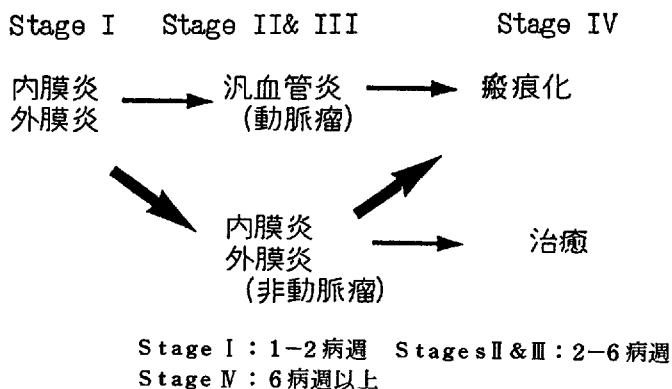 Stage I Stage II& III Stage IV
内膜炎
外膜炎
汎血管炎
(動脈瘤)
瘢痕化
内膜炎
外膜炎
(非動脈瘤)
治癒
Stage I：1−2病週 StagesⅡ&Ⅲ：2−6病週
Stage Ⅳ：6病週以上